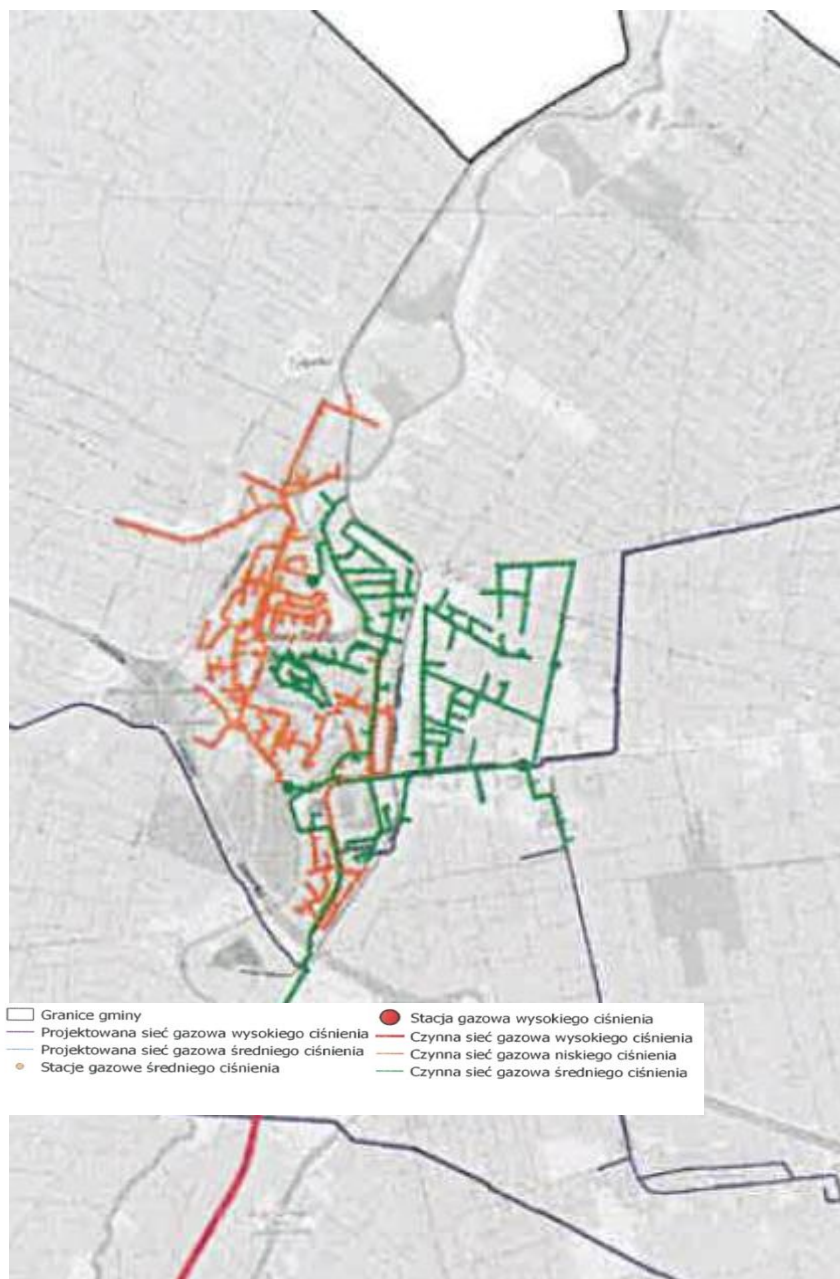 Granice gminy
Projektowana sieć gazowa wysokiego ciśnienia
Projektowana sieć gazowa średniego ciśnienia
Stacje gazowe średniego ciśnienia
Stacja gazowa wysokiego ciśnienia
Czynna sieć gazowa wysokiego ciśnienia
Czynna sieć gazowa niskiego ciśnienia
Czynna sieć gazowa średniego ciśnienia